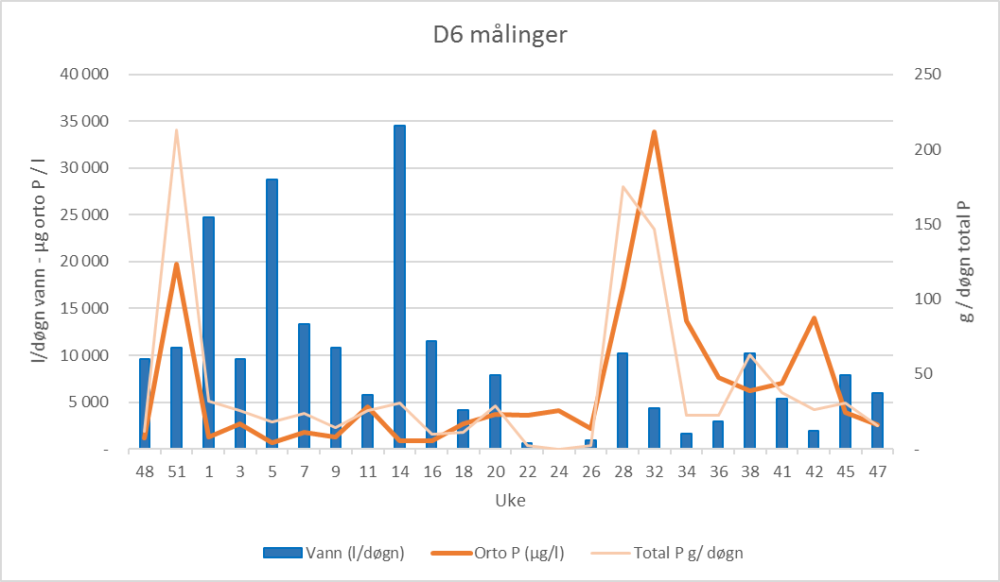 D6 målinger
40 000
35 000
30 000
25 000
20 000
15 000
10 000
5 000
-
l/døgn vann - µg orto P / l
250
200
150
100
50
-
g / døgn total P
48 51 1 3 5 7 9 11 14 16 18 20 22 24 26 28 32 34 36 38 41 42 45 47
Uke
Vann (l/døgn) Orto P (µg/l) Total P g/ døgn